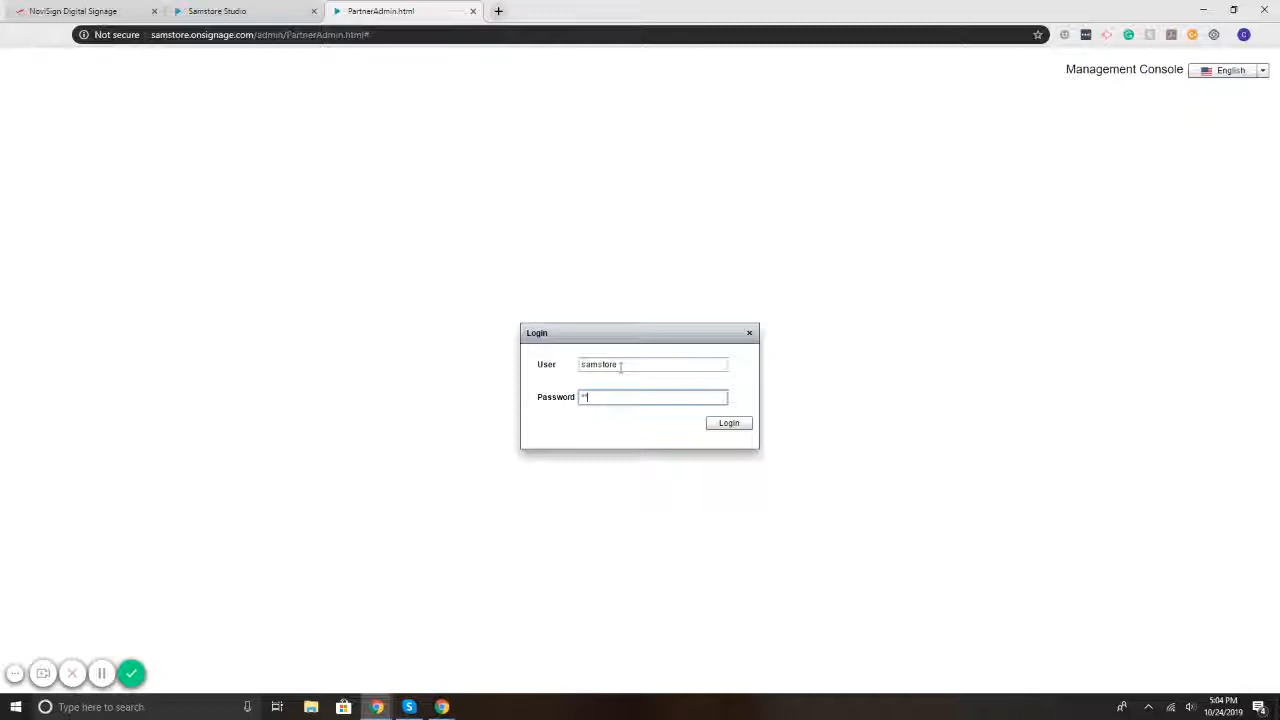 NoviSign Digital Signage
Samstore Studio
PartnerAdmin.html
Not secure
samstore.onsignage.com/admin/PartnerAdmin.html#
Management Console
English
Login
User
samstore
Password
**
Login
Type here to search
5:04 PM
10/24/2019